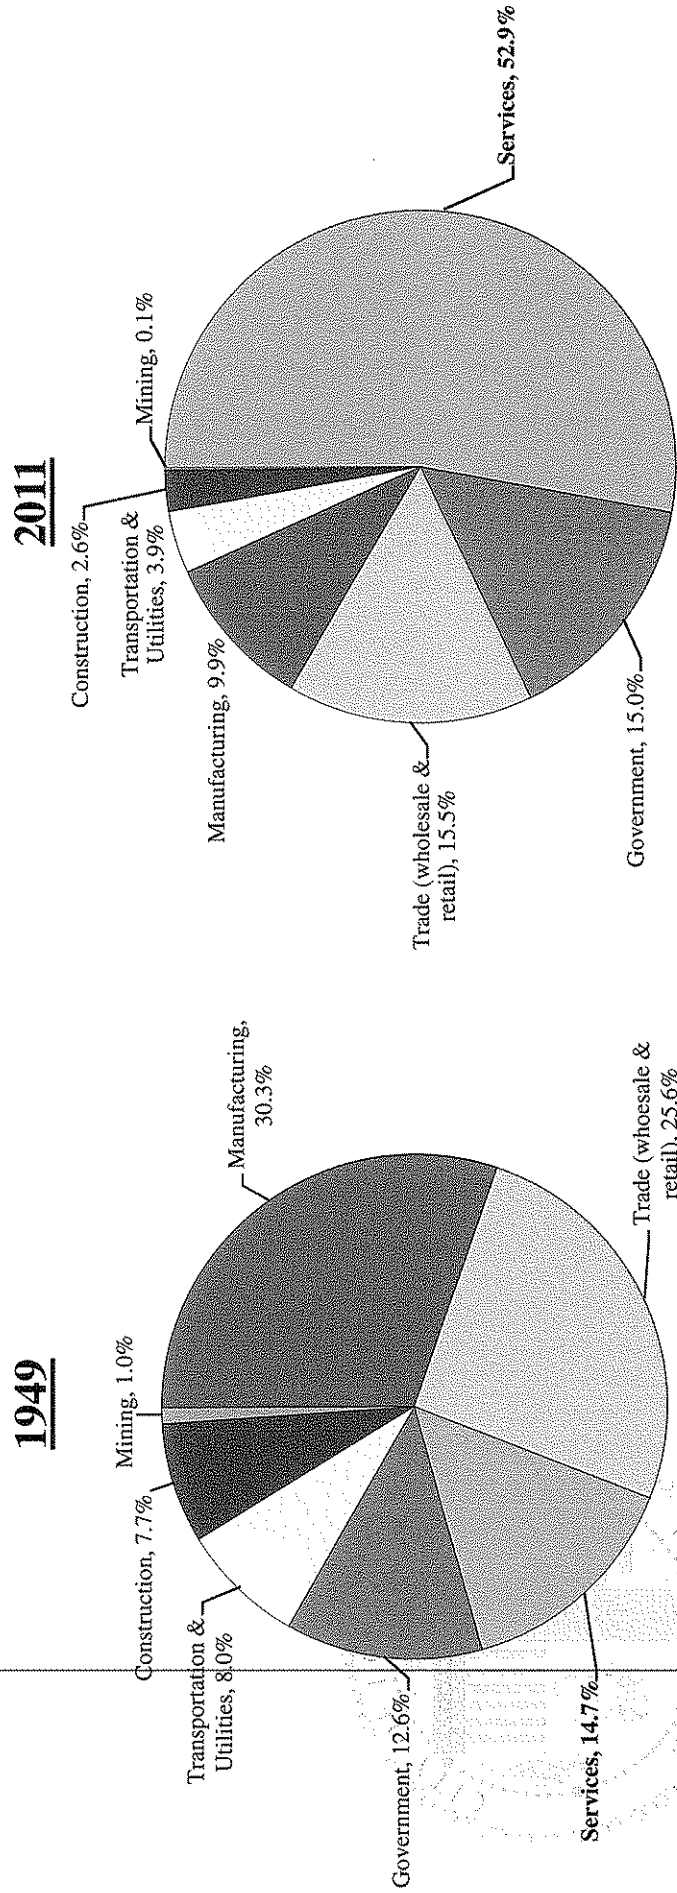 1949
Mining, 1.0%
Construction, 7.7%
Transportation &
Utilities, 8.0%
Government, 12.6%
Services, 14.7%
Manufacturing,
30.3%
Trade (whoesale &
retail), 25.6%
2011
Construction, 2.6%
Mining, 0.1%
Transportation &
Utilities, 3.9%
Manufacturing, 9.9%
Trade (wholesale &
retail), 15.5%
Government, 15.0%
Services, 52.9%